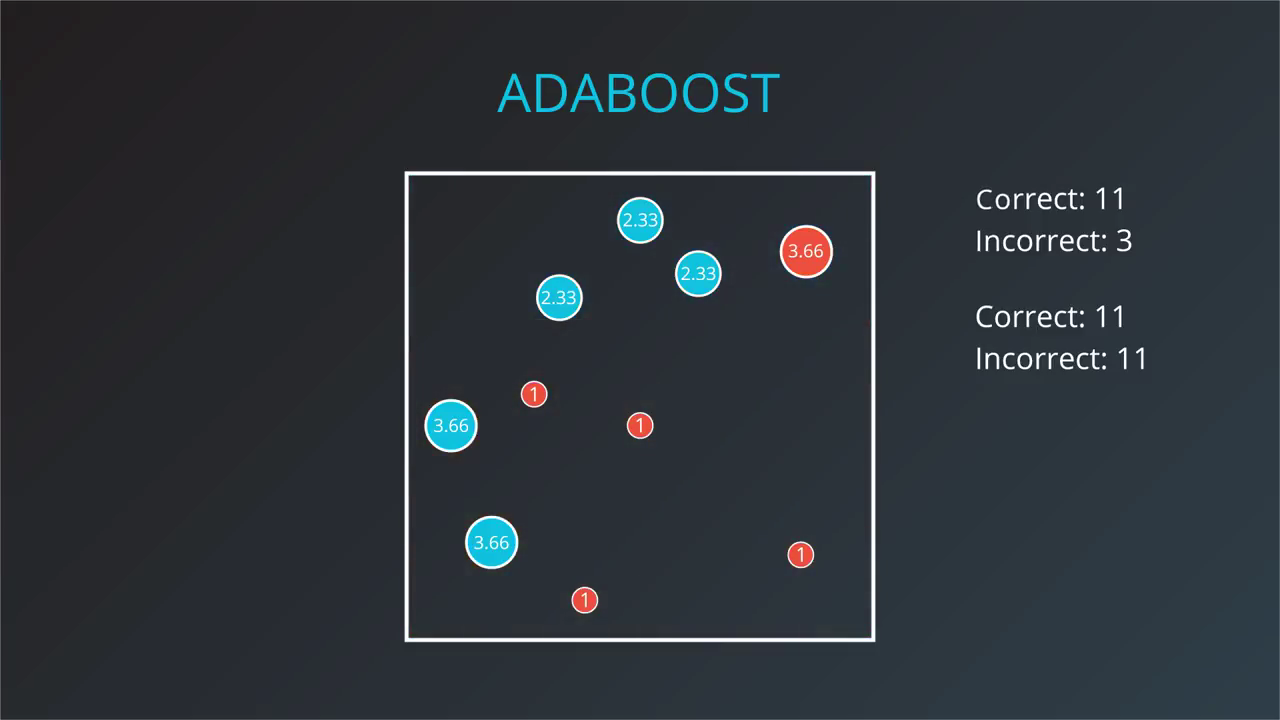 ADABOOST
Correct: 11
Incorrect: 3
Correct: 11
Incorrect: 11
2.33
3.66
2.33
2.33
1
3.66
1
3.66
1
1